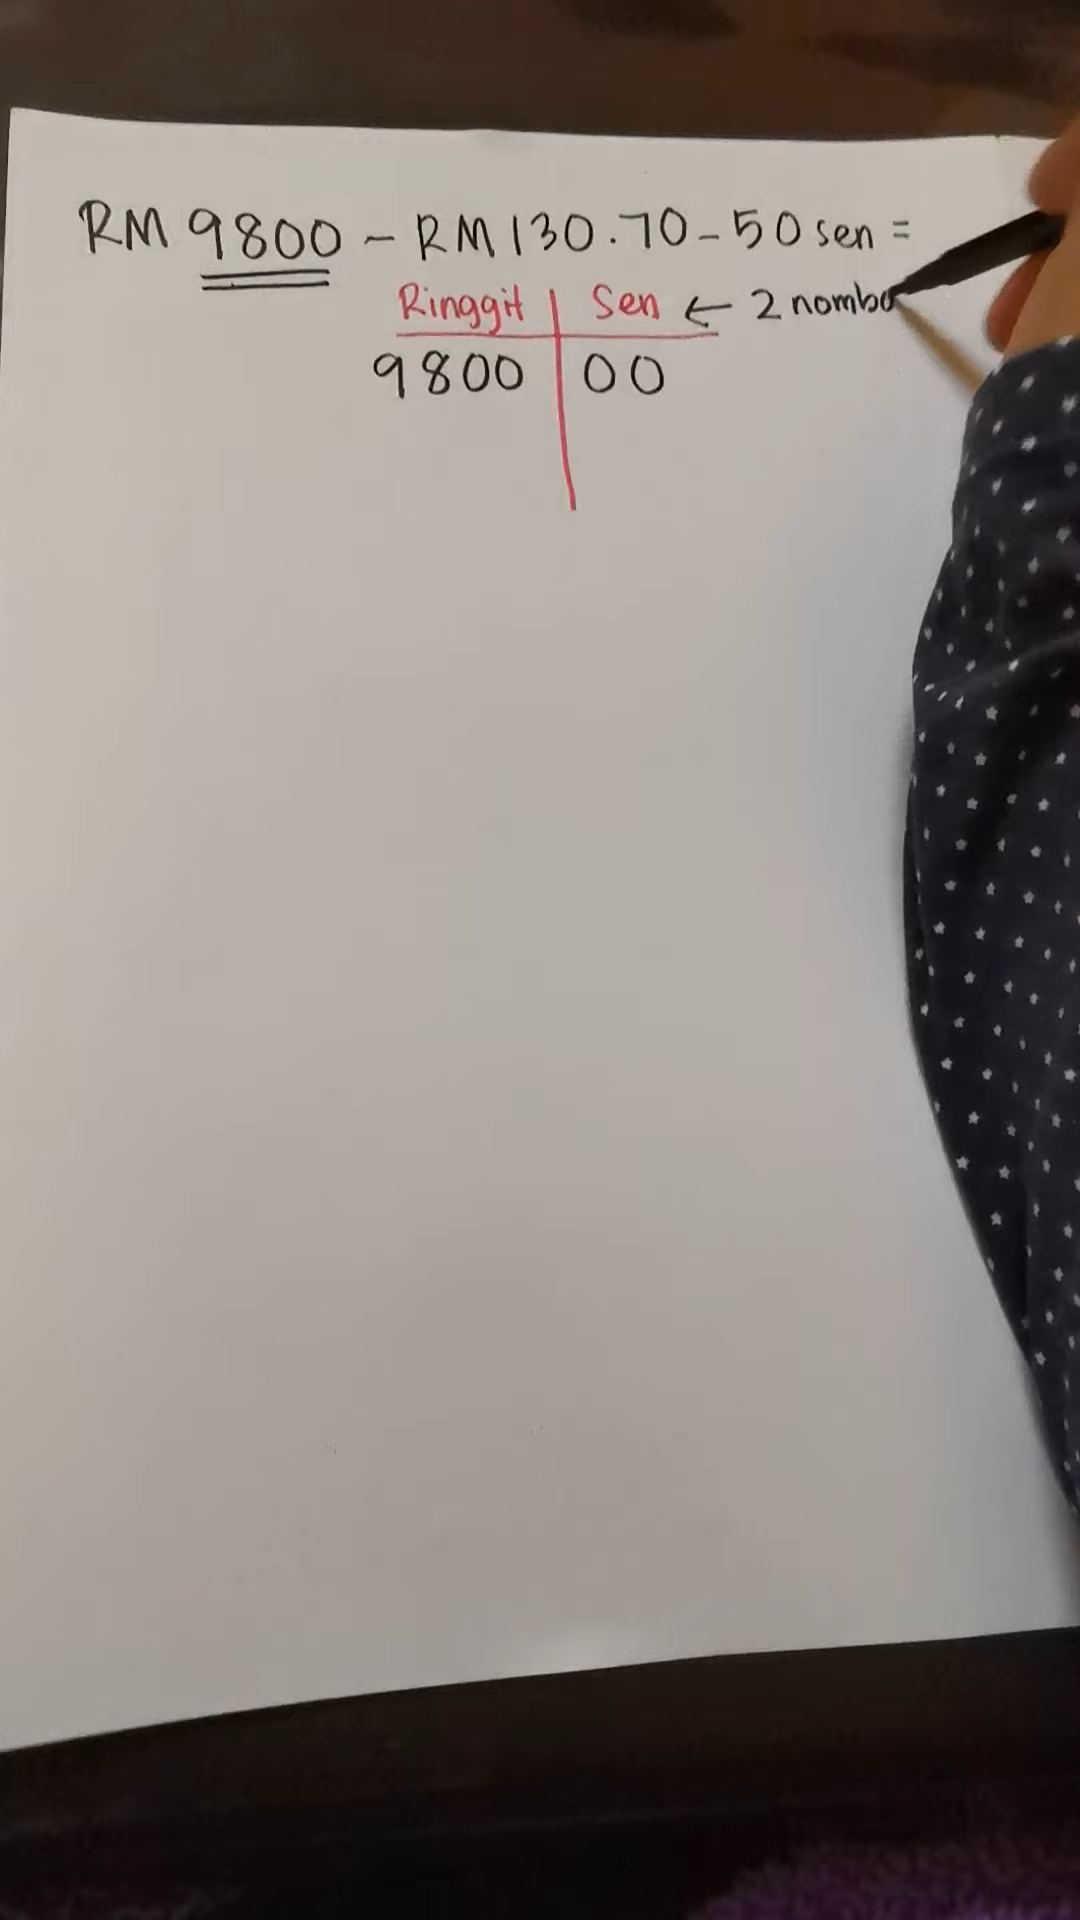 RM 9800 - RM 130.70 - 50 sen =
Ringgit | Sen ← 2 nombo
9800 | 00